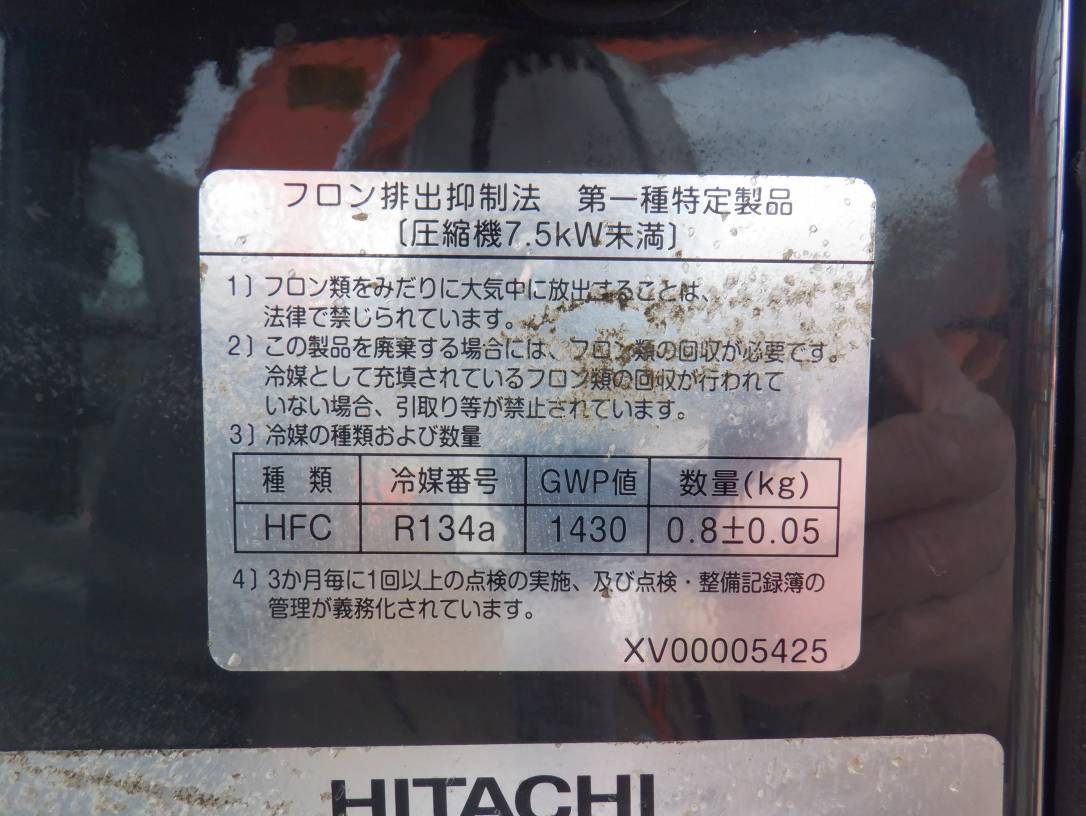 フロン排出抑制法　第一種特定製品
〔圧縮機7.5kW未満〕
1〕フロン類をみだりに大気中に放出することは、
法律で禁じられています。
2〕この製品を廃棄する場合には、フロン類の回収が必要です。
冷媒として充填されているフロン類の回収が行われて
いない場合、引取り等が禁止されています。
3〕冷媒の種類および数量
種 類 冷媒番号 GWP値 数量(kg)
HFC R134a 1430 0.8±0.05
4〕3か月毎に1回以上の点検の実施、及び点検・整備記録簿の
管理が義務化されています。
XV00005425
HITACHI